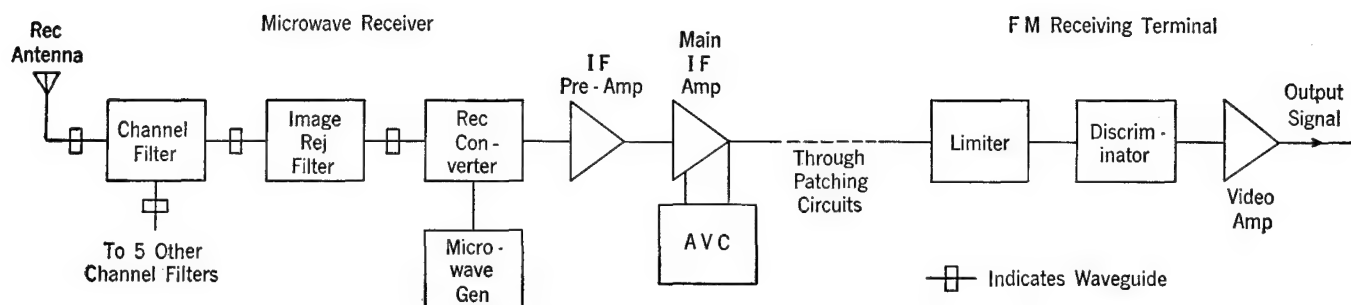 Microwave Receiver
FM Receiving Terminal
Rec
Antenna
Channel
Filter
To 5 Other
Channel Filters
Image
Rej
Filter
Rec
Con-
verter
Micro-
wave
Gen
IF
Pre-Amp
Main
IF
Amp
AVC
Through
Patching
Circuits
Limiter
Discrim-
inator
Video
Amp
Output
Signal
Indicates Waveguide